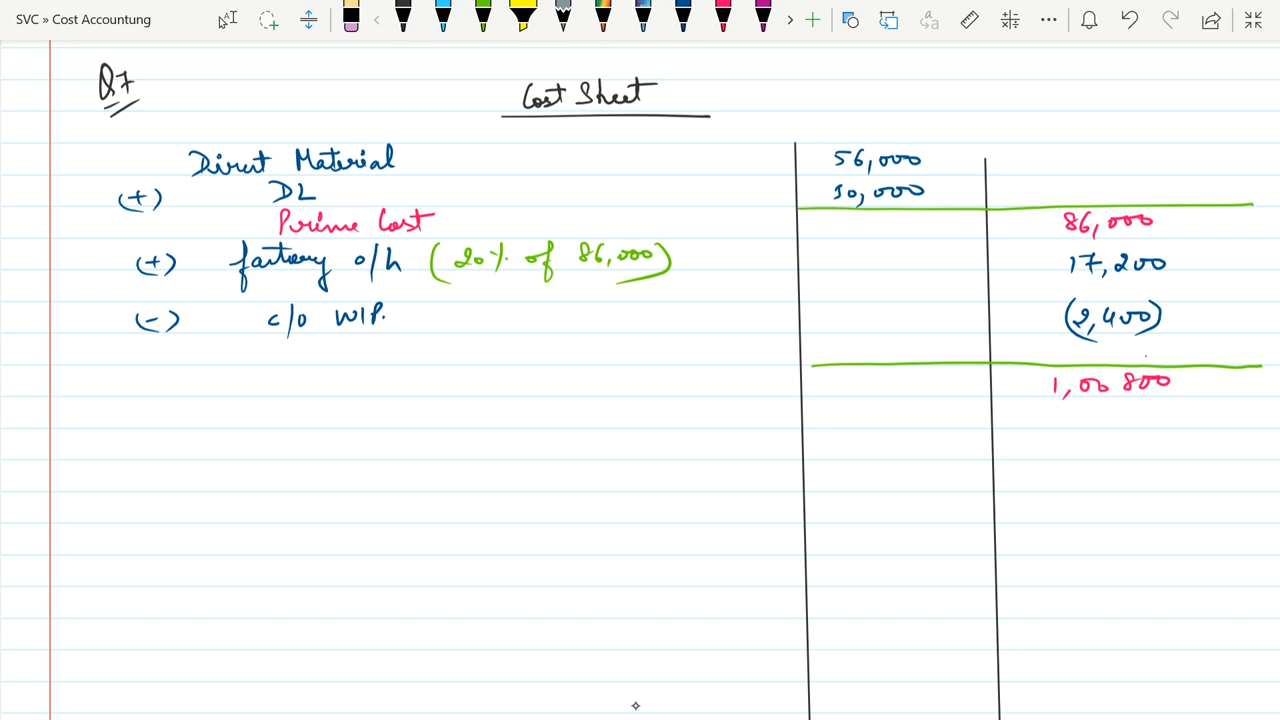 SVC » Cost Accountung
Q7
Cost Sheet
Direct Material 56,000
(+) DL 30,000
Prime Cost 86,000
(+) factory o/h (20% of 86,000) 17,200
(-) c/o WIP. (2,400)
1,00 800